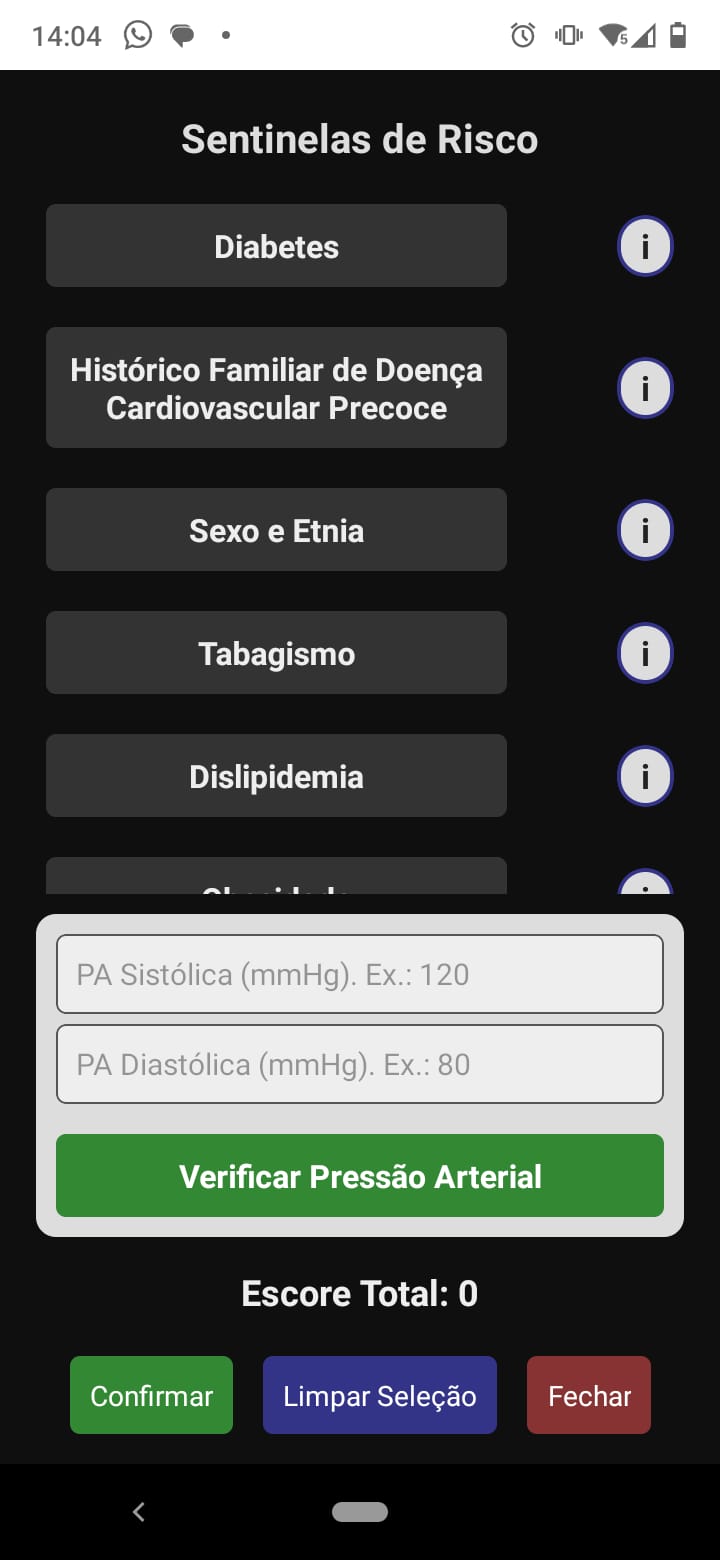 14:04
5
Sentinelas de Risco
Diabetes
i
Histórico Familiar de Doença
Cardiovascular Precoce
i
Sexo e Etnia
i
Tabagismo
i
Dislipidemia
i
PA Sistólica (mmHg). Ex.: 120
PA Diastólica (mmHg). Ex.: 80
Verificar Pressão Arterial
Escore Total: 0
Confirmar
Limpar Seleção
Fechar